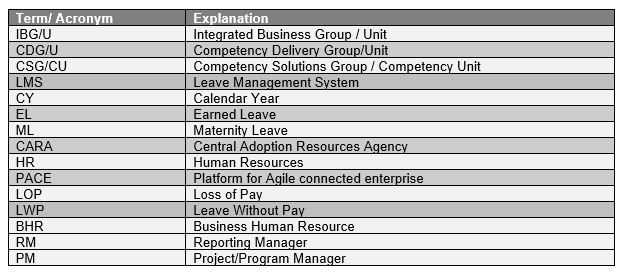 Term/ Acronym Explanation
IBG/U Integrated Business Group / Unit
CDG/U Competency Delivery Group/Unit
CSG/CU Competency Solutions Group / Competency Unit
LMS Leave Management System
CY Calendar Year
EL Earned Leave
ML Maternity Leave
CARA Central Adoption Resources Agency
HR Human Resources
PACE Platform for Agile connected enterprise
LOP Loss of Pay
LWP Leave Without Pay
BHR Business Human Resource
RM Reporting Manager
PM Project/Program Manager